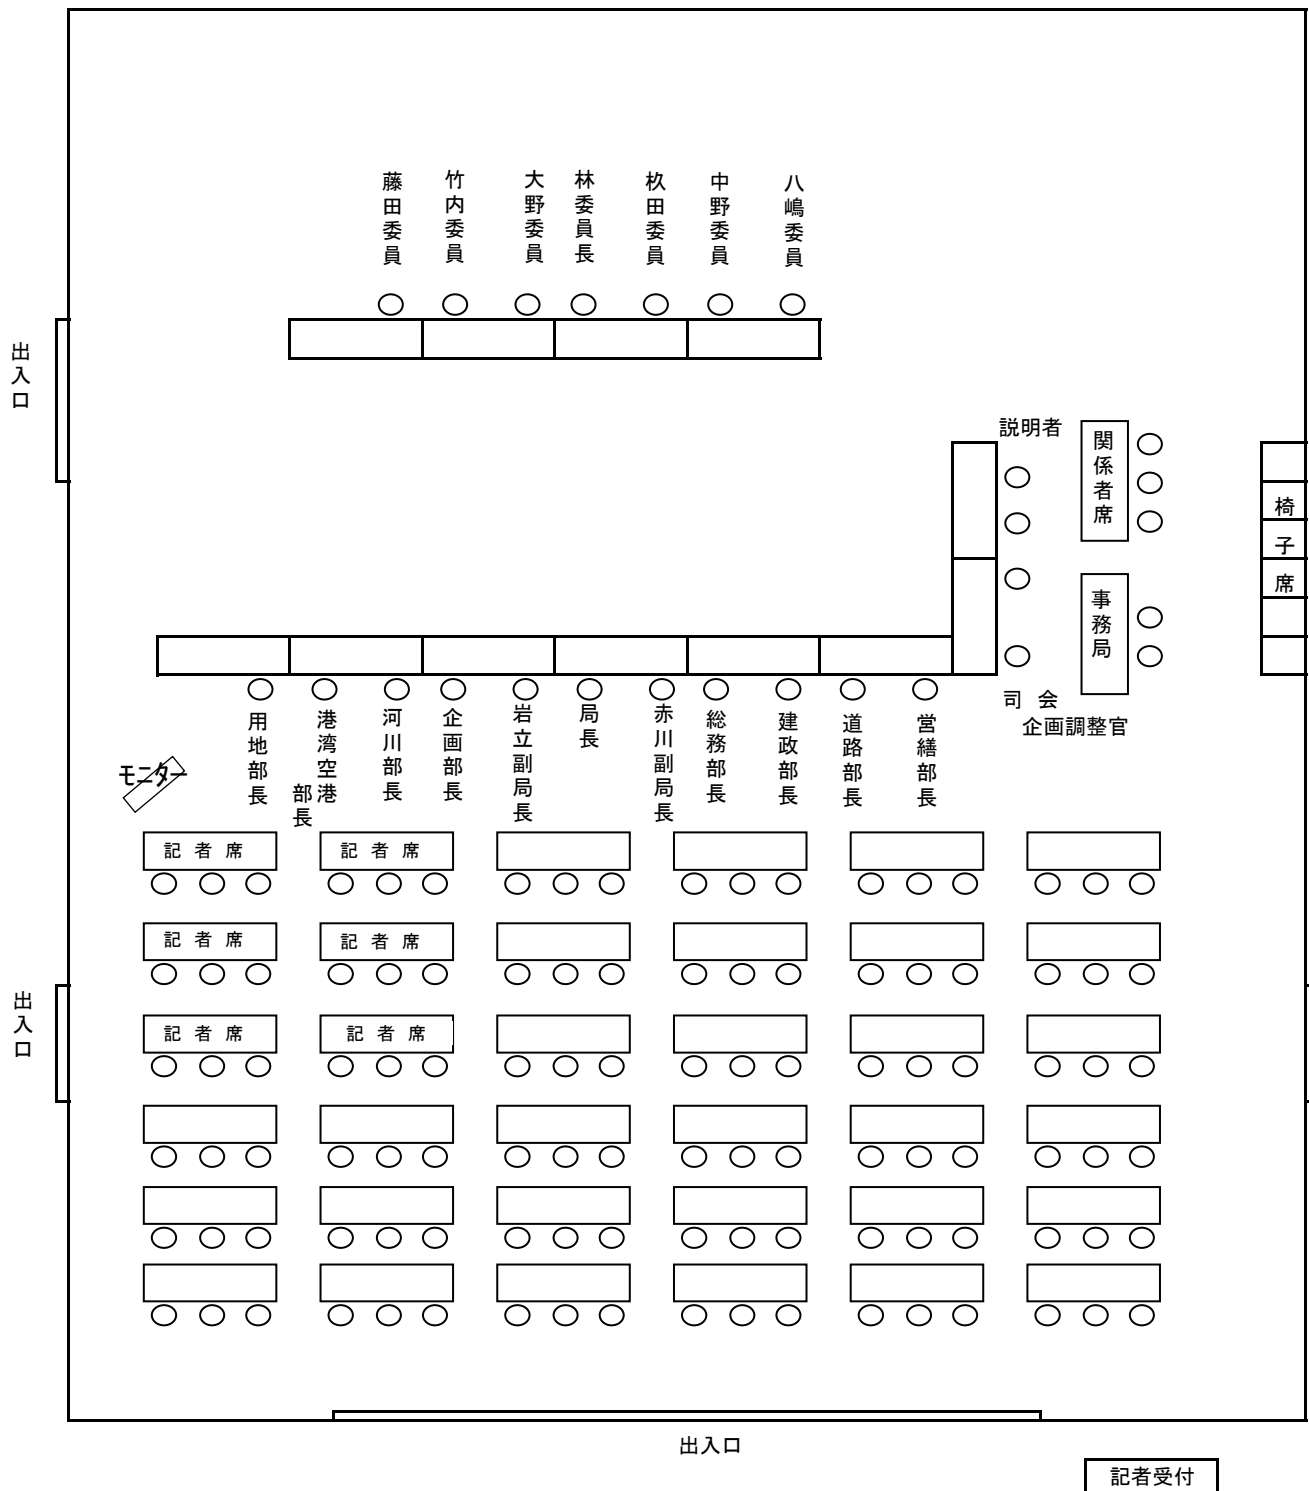 藤田委員
竹内委員
大野委員
林委員長
杦田委員
中野委員
八嶋委員
出入口
説明者
関係者席
椅子席
事務局
司 会
企画調整官
用地部長
港湾空港
部長
河川部長
企画部長
岩立副局長
局長
赤川副局長
総務部長
建政部長
道路部長
営繕部長
モニター
記 者 席
記 者 席
記 者 席
記 者 席
出入口
記 者 席
記 者 席
出入口
記者受付